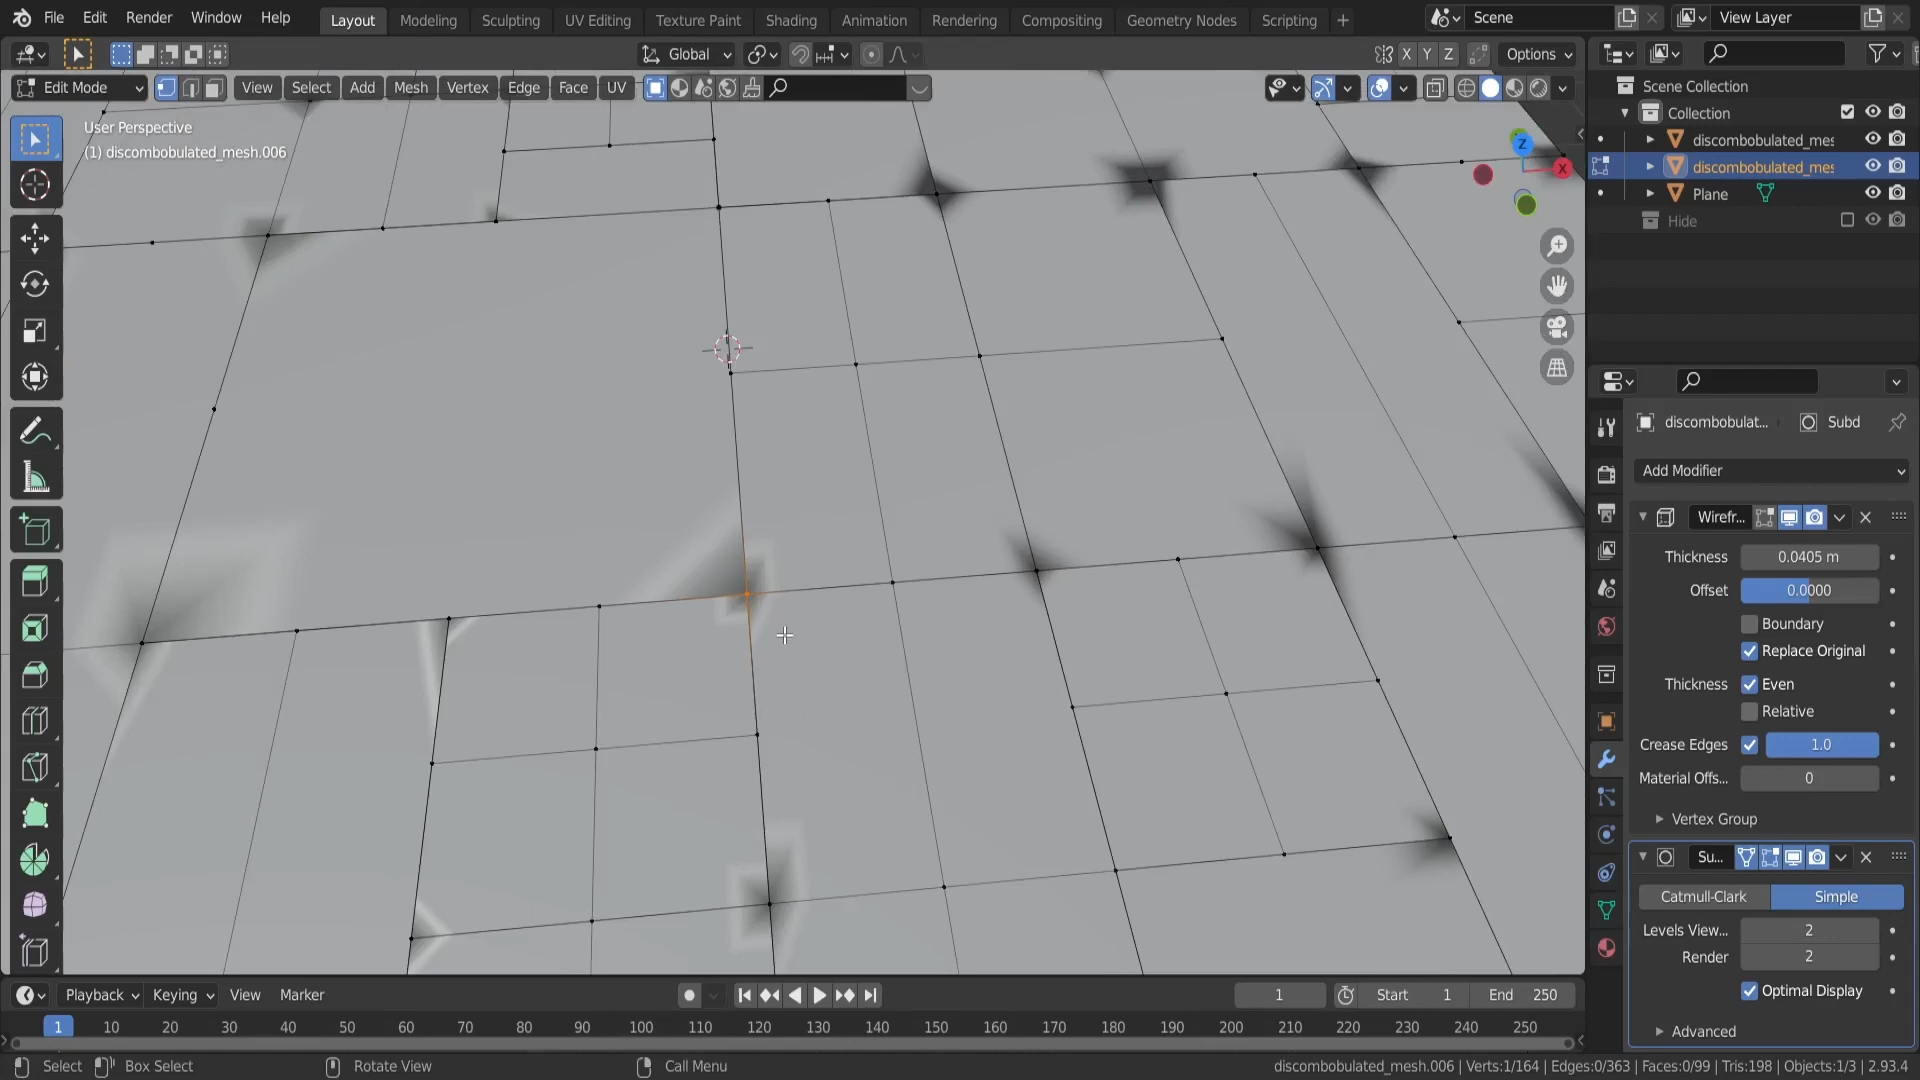 File Edit Render Window Help Layout Modeling Sculpting UV Editing Texture Paint Shading Animation Rendering Compositing Geometry Nodes Scripting + Scene View Layer
Global X Y Z Options
Edit Mode View Select Add Mesh Vertex Edge Face UV
User Perspective
(1) discombobulated_mesh.006
Z
X
Scene Collection
Collection
discombobulated_mes
discombobulated_mes
Plane
Hide
discombobulat... Subd
Add Modifier
Wirefr...
Thickness 0.0405 m
Offset 0.0000
Boundary
Replace Original
Thickness Even
Relative
Crease Edges 1.0
Material Offs... 0
Vertex Group
Su...
Catmull-Clark Simple
Levels View... 2
Render 2
Optimal Display
Advanced
Playback Keying View Marker 1 Start 1 End 250
1 10 20 30 40 50 60 70 80 90 100 110 120 130 140 150 160 170 180 190 200 210 220 230 240 250
Select Box Select Rotate View Call Menu discombobulated_mesh.006 | Verts:1/164 | Edges:0/363 | Faces:0/99 | Tris:198 | Objects:1/3 | 2.93.4